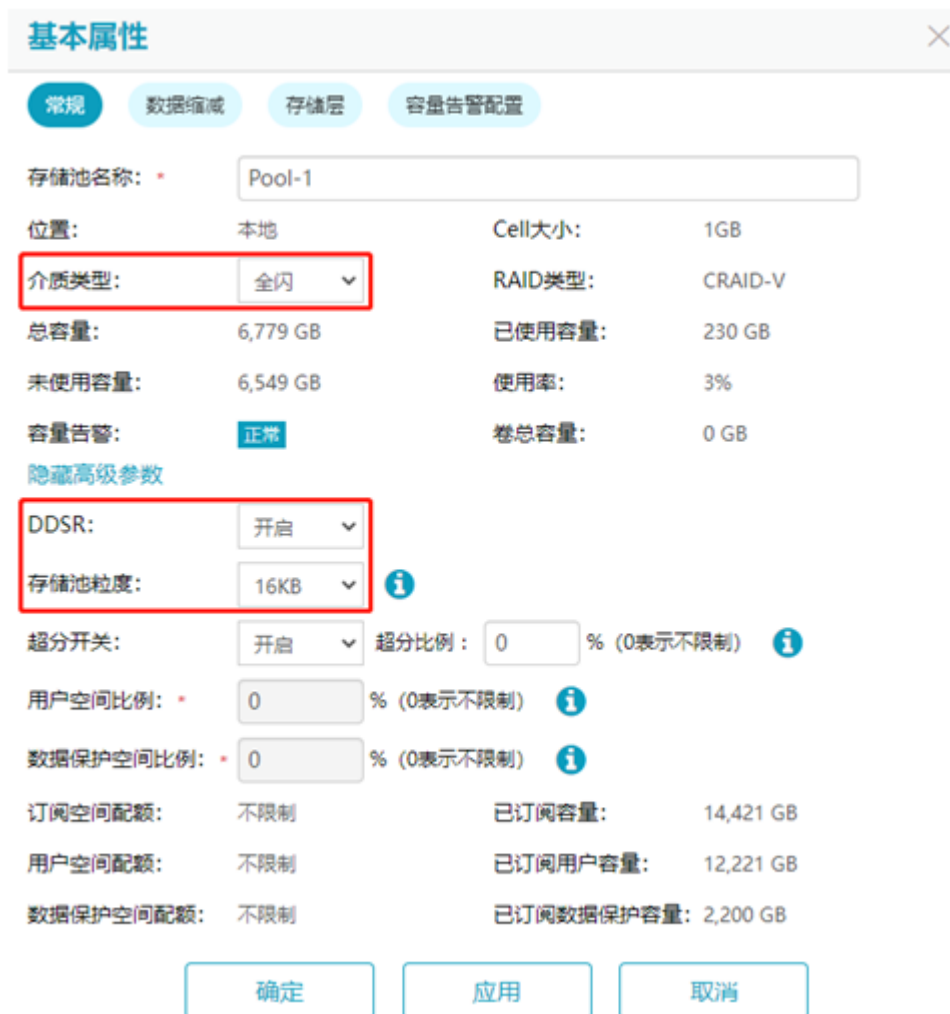 基本属性
常规 数据缩减 存储层 容量告警配置
存储池名称： * Pool-1
位置： 本地 Cell大小： 1GB
介质类型： 全闪 RAID类型： CRAID-V
总容量： 6,779 GB 已使用容量： 230 GB
未使用容量： 6,549 GB 使用率： 3%
容量告警： 正常 卷总容量： 0 GB
隐藏高级参数
DDSR： 开启
存储池粒度： 16KB
超分开关： 开启 超分比例： 0 % (0表示不限制)
用户空间比例： * 0 % (0表示不限制)
数据保护空间比例： * 0 % (0表示不限制)
订阅空间配额： 不限制 已订阅容量： 14,421 GB
用户空间配额： 不限制 已订阅用户容量： 12,221 GB
数据保护空间配额： 不限制 已订阅数据保护容量： 2,200 GB
确定 应用 取消